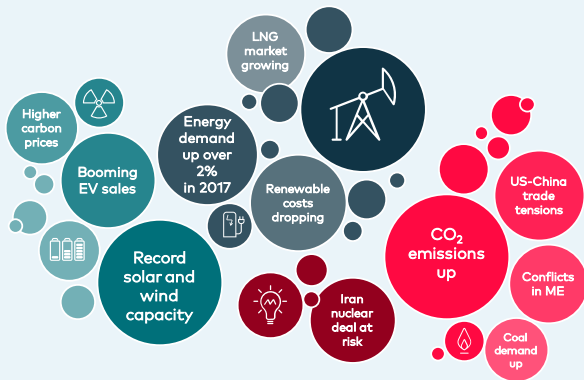 LNG
market
growing
Higher
carbon
prices
Energy
demand
up over
2%
in 2017
Booming
EV sales
Renewable
costs
dropping
US-China
trade
tensions
CO₂
emissions
up
Record
solar and
wind
capacity
Conflicts
in ME
Iran
nuclear
deal at
risk
Coal
demand
up